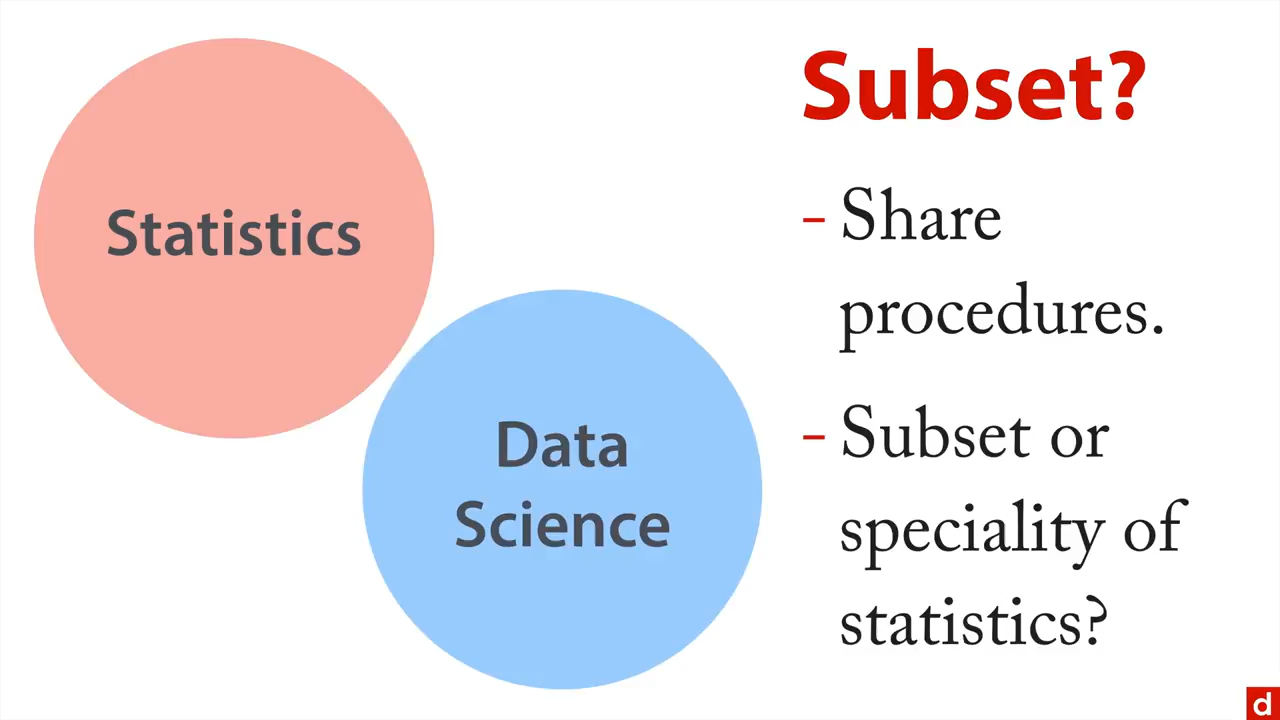 Statistics
Data
Science
Subset?
- Share
procedures.
- Subset or
speciality of
statistics?
d